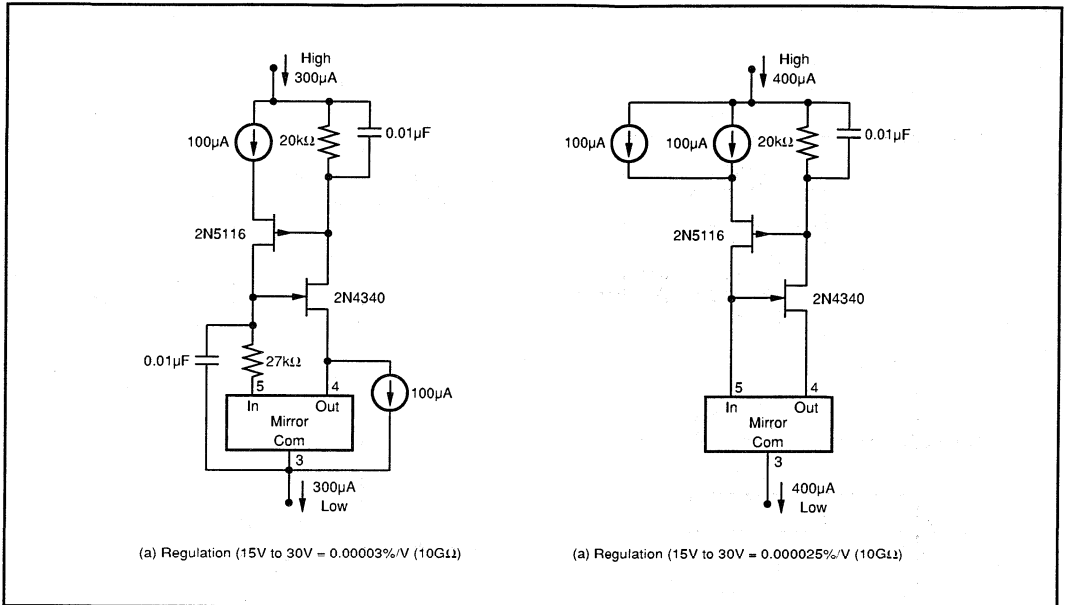 High
300µA
100µA
20kΩ
0.01µF
2N5116
2N4340
0.01µF
27kΩ
5
4
In
Out
Mirror
Com
100µA
3
300µA
Low
(a) Regulation (15V to 30V = 0.00003%/V (10GΩ)
High
400µA
100µA
100µA
20kΩ
0.01µF
2N5116
2N4340
5
4
In
Out
Mirror
Com
3
400µA
Low
(a) Regulation (15V to 30V = 0.000025%/V (10GΩ)